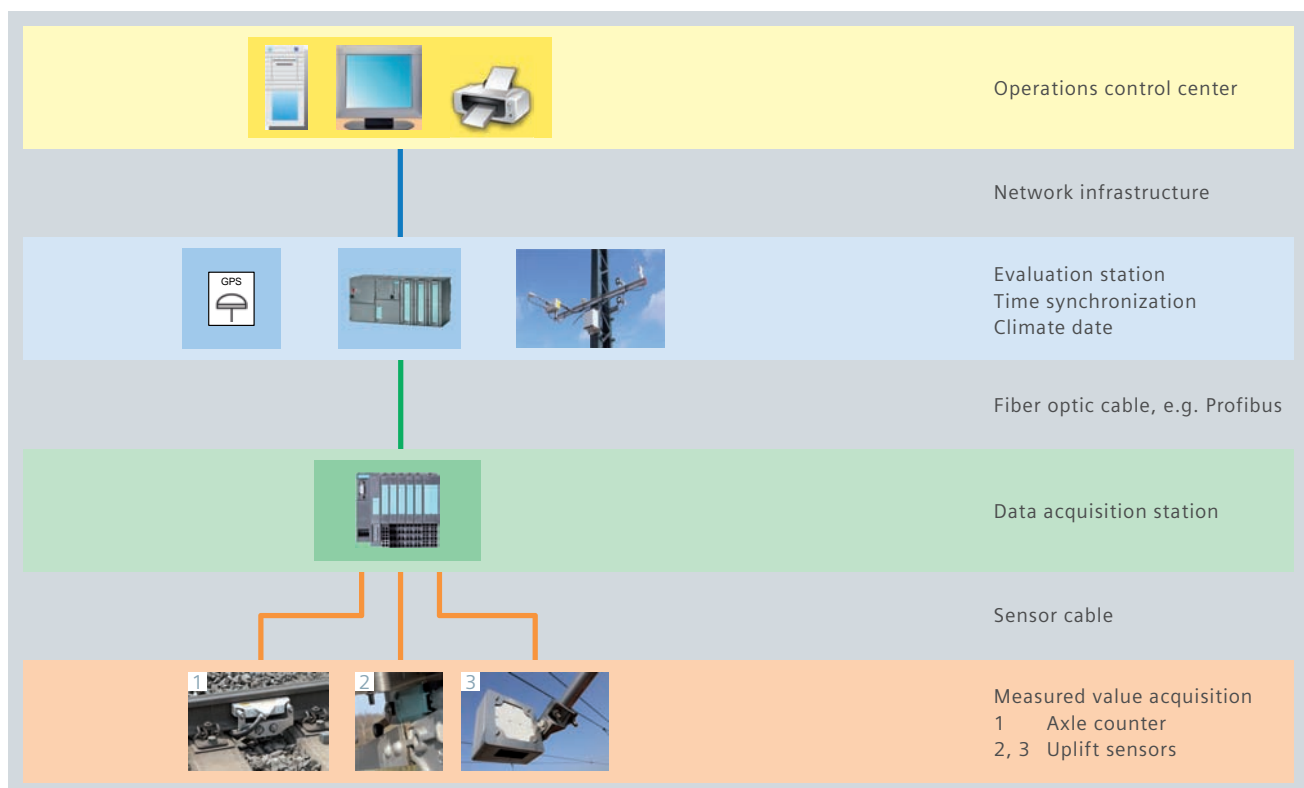 Operations control center
Network infrastructure
GPS
Evaluation station
Time synchronization
Climate date
Fiber optic cable, e.g. Profibus
Data acquisition station
Sensor cable
1
2
3
Measured value acquisition
1 Axle counter
2, 3 Uplift sensors